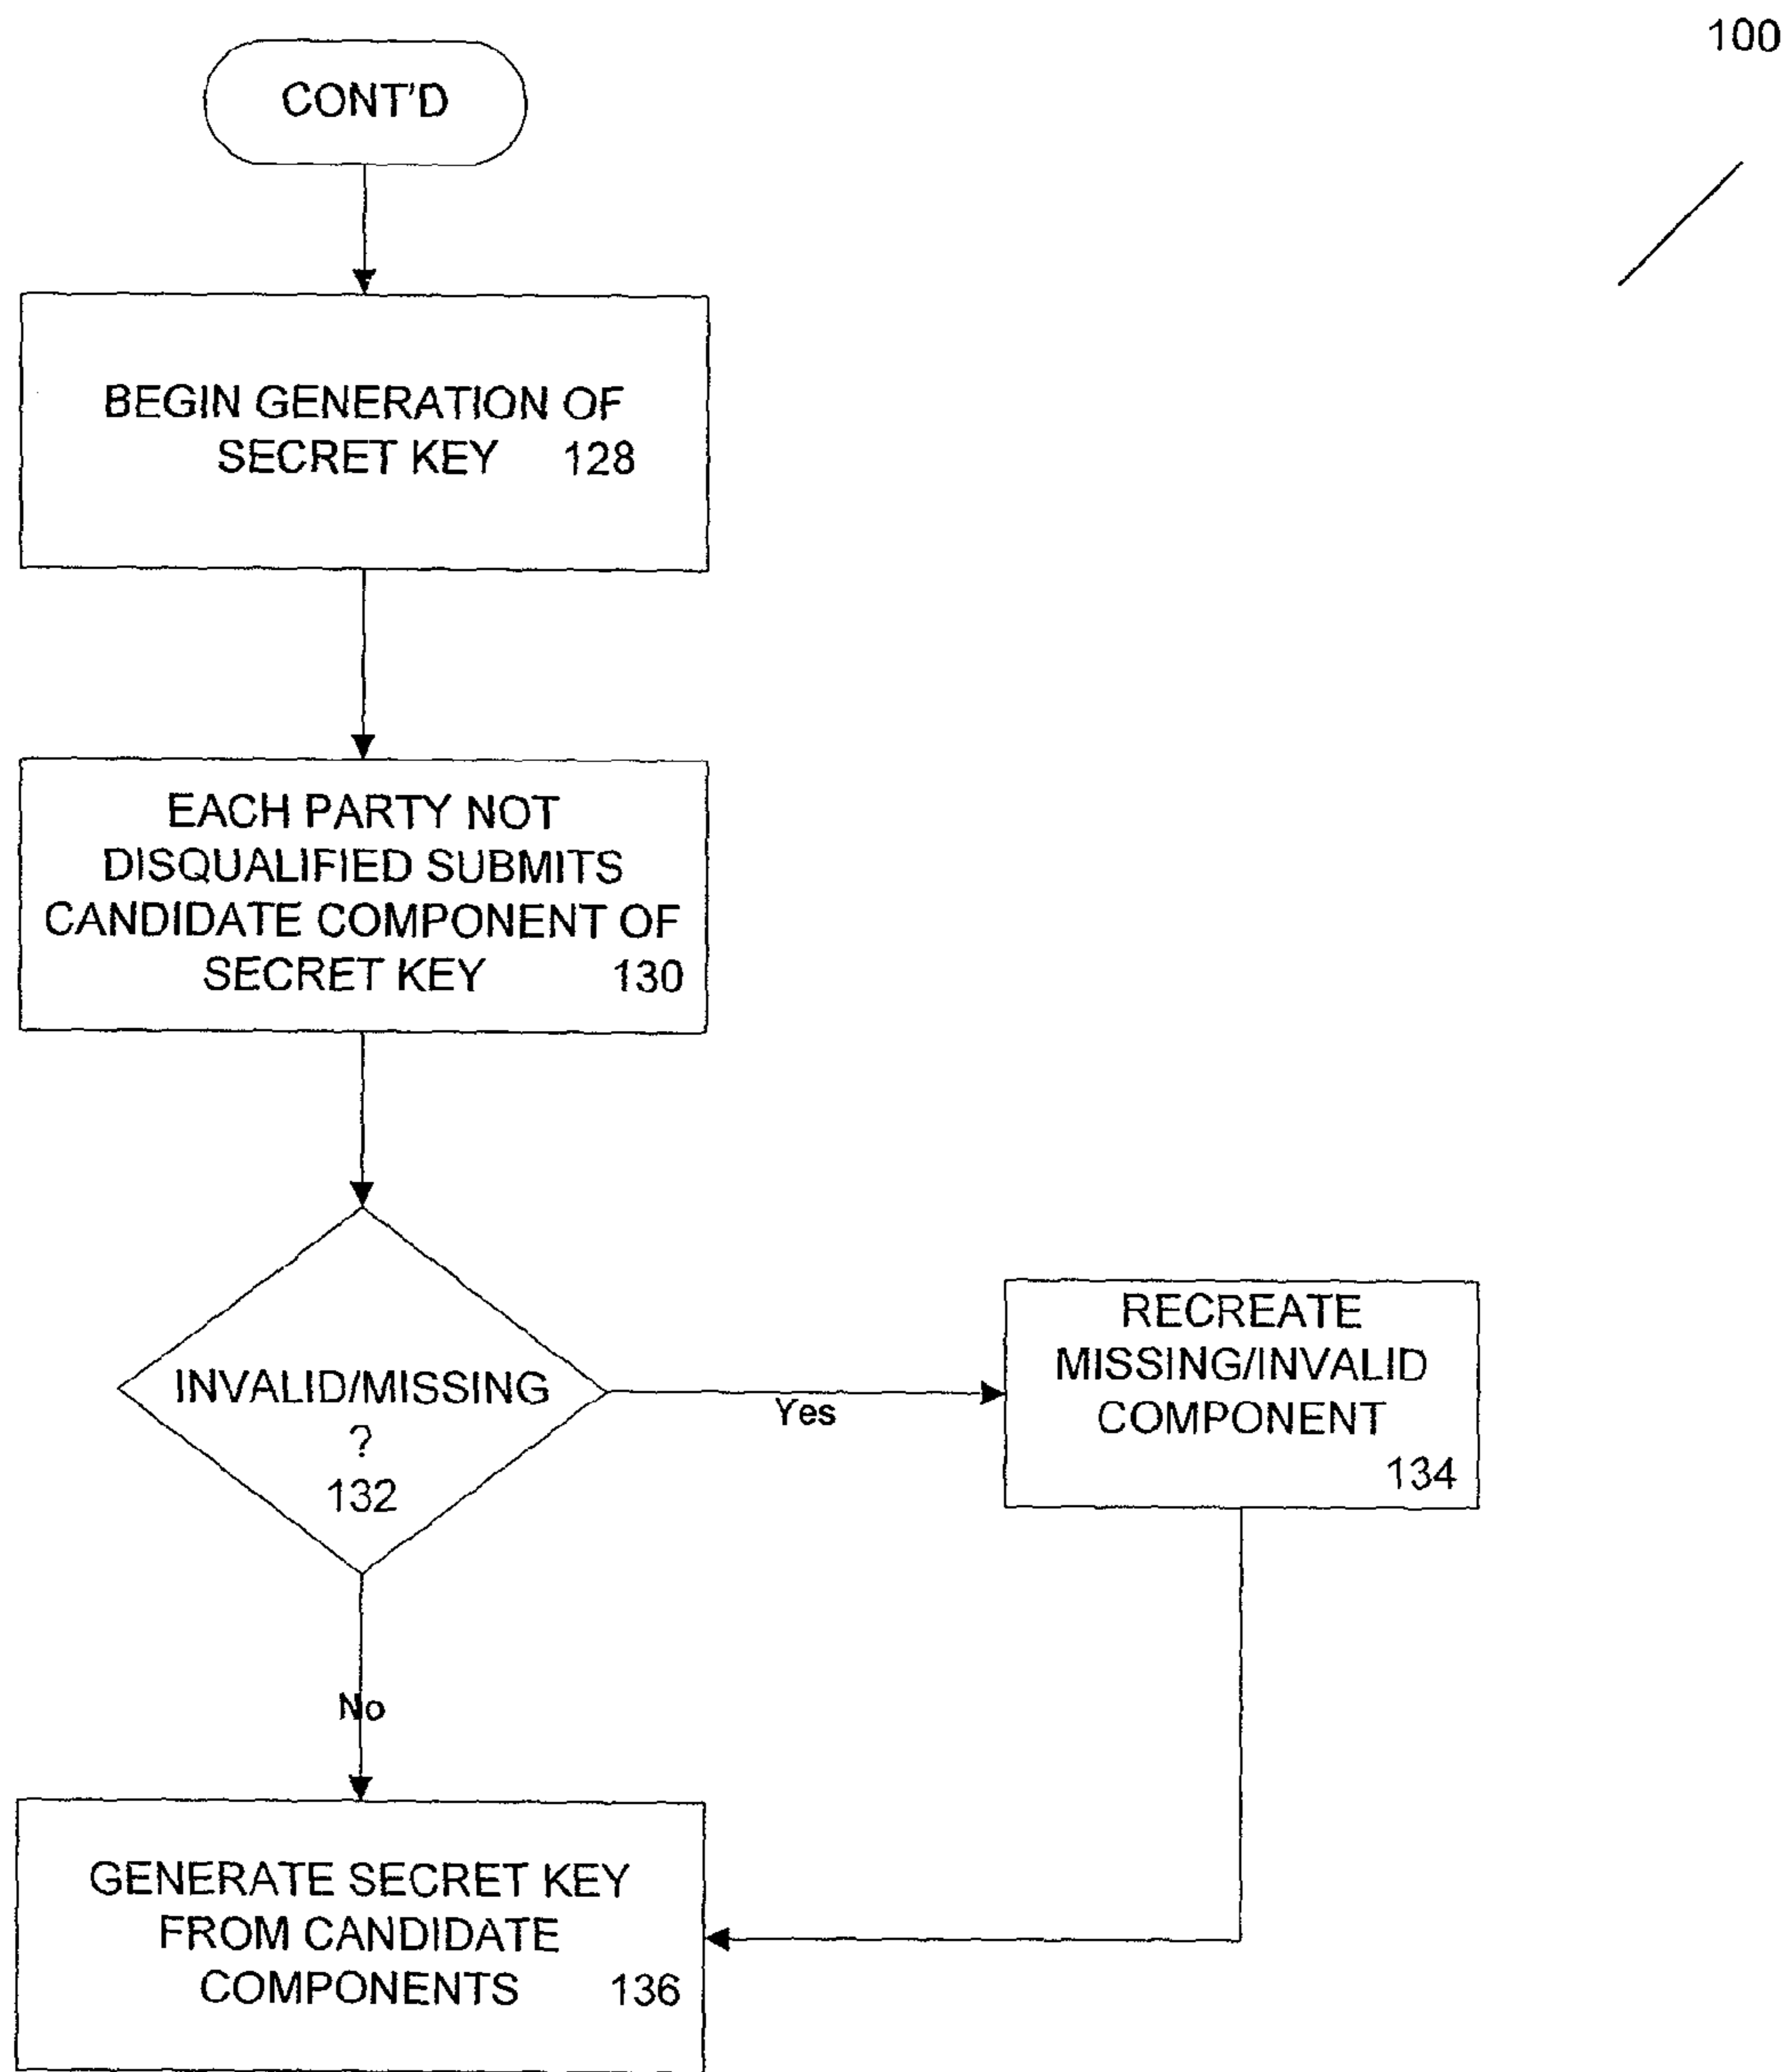 100
CONT'D
BEGIN GENERATION OF
SECRET KEY 128
EACH PARTY NOT
DISQUALIFIED SUBMITS
CANDIDATE COMPONENT OF
SECRET KEY 130
INVALID/MISSING
?
132
Yes
RECREATE
MISSING/INVALID
COMPONENT
134
No
GENERATE SECRET KEY
FROM CANDIDATE
COMPONENTS 136